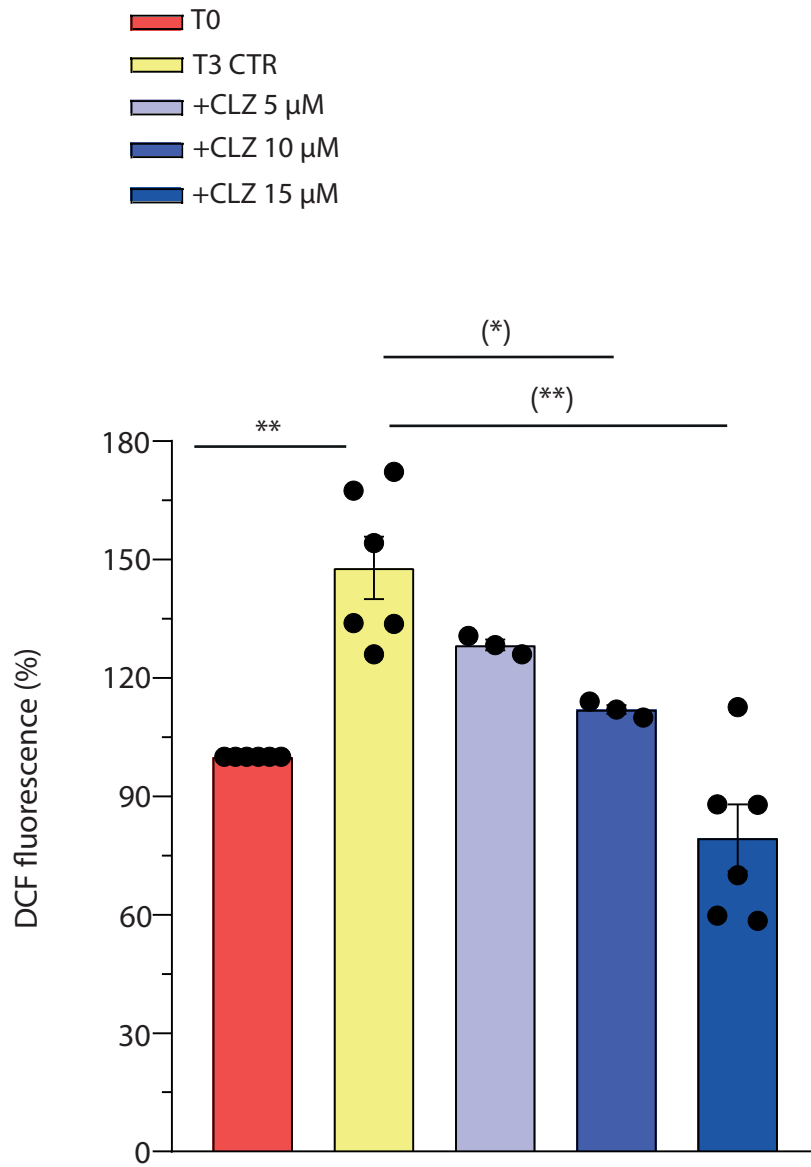 T0
T3 CTR
+CLZ 5 µM
+CLZ 10 µM
+CLZ 15 µM
(*)
(**)
**
180
150
120
90
60
30
0
DCF fluorescence (%)